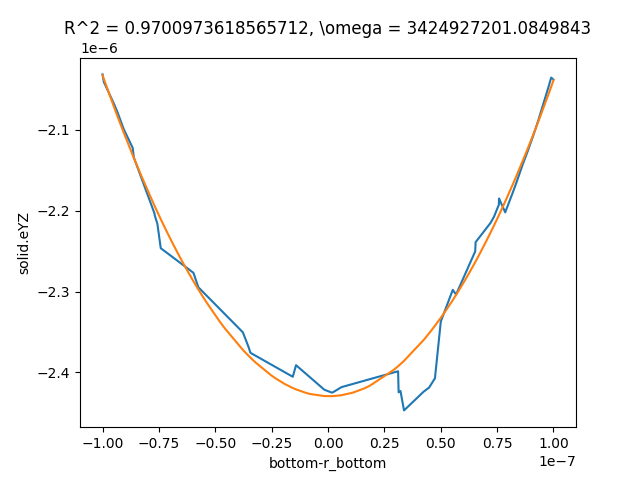 R^2 = 0.9700973618565712, \omega = 3424927201.0849843
1e−6
−2.1
−2.2
−2.3
−2.4
solid.eYZ
−1.00 −0.75 −0.50 −0.25 0.00 0.25 0.50 0.75 1.00
bottom-r_bottom
1e−7